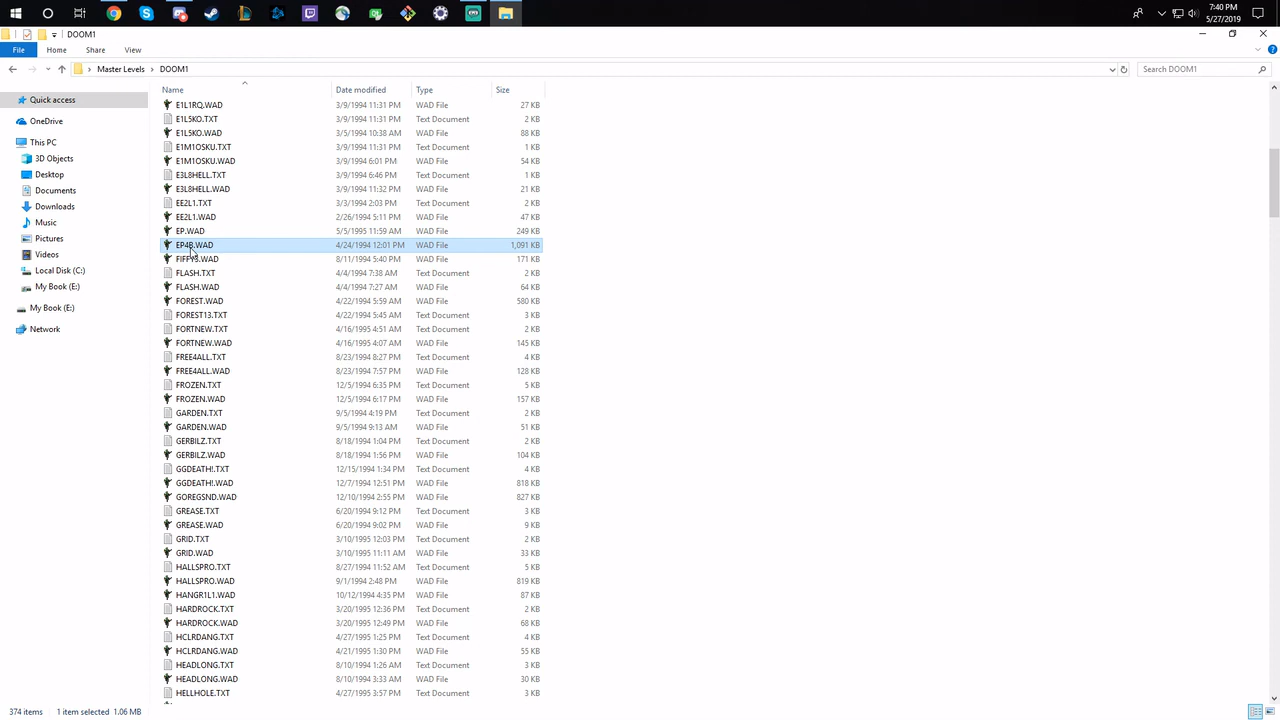 7:40 PM
5/27/2019
DOOM1
File Home Share View
Master Levels DOOM1
Search DOOM1
Name Date modified Type Size
Quick access
OneDrive
This PC
3D Objects
Desktop
Documents
Downloads
Music
Pictures
Videos
Local Disk (C:)
My Book (E:)
My Book (E:)
Network
E1L1RQ.WAD 3/9/1994 11:31 PM WAD File 27 KB
E1L5KO.TXT 3/9/1994 11:31 PM Text Document 2 KB
E1L5KO.WAD 3/5/1994 10:38 AM WAD File 88 KB
E1M1OSKU.TXT 3/9/1994 11:31 PM Text Document 1 KB
E1M1OSKU.WAD 3/9/1994 6:01 PM WAD File 54 KB
E3L8HELL.TXT 3/9/1994 6:46 PM Text Document 1 KB
E3L8HELL.WAD 3/9/1994 11:32 PM WAD File 21 KB
EE2L1.TXT 3/3/1994 2:03 PM Text Document 2 KB
EE2L1.WAD 2/26/1994 5:11 PM WAD File 47 KB
EP.WAD 5/5/1995 11:59 PM WAD File 249 KB
EP4B.WAD 4/24/1994 12:01 PM WAD File 1,091 KB
8/11/1994 5:40 PM WAD File 171 KB
FLASH.TXT 4/4/1994 7:38 AM Text Document 2 KB
FLASH.WAD 4/4/1994 7:27 AM WAD File 64 KB
FOREST.WAD 4/22/1994 5:59 AM WAD File 580 KB
FOREST13.TXT 4/22/1994 5:45 AM Text Document 3 KB
FORTNEW.TXT 4/16/1995 4:51 AM Text Document 2 KB
FORTNEW.WAD 4/16/1995 4:07 AM WAD File 145 KB
FREE4ALL.TXT 8/23/1994 8:27 PM Text Document 4 KB
FREE4ALL.WAD 8/23/1994 7:57 PM WAD File 128 KB
FROZEN.TXT 12/5/1994 6:35 PM Text Document 5 KB
FROZEN.WAD 12/5/1994 6:17 PM WAD File 157 KB
GARDEN.TXT 9/5/1994 4:19 PM Text Document 2 KB
GARDEN.WAD 9/5/1994 9:13 AM WAD File 51 KB
GERBILZ.TXT 8/18/1994 1:04 PM Text Document 2 KB
GERBILZ.WAD 8/18/1994 1:56 PM WAD File 104 KB
GGDEATH!.TXT 12/15/1994 1:34 PM Text Document 4 KB
GGDEATH!.WAD 12/7/1994 12:51 PM WAD File 818 KB
GOREGSND.WAD 12/10/1994 2:55 PM WAD File 827 KB
GREASE.TXT 6/20/1994 9:12 PM Text Document 3 KB
GREASE.WAD 6/20/1994 9:02 PM WAD File 9 KB
GRID.TXT 3/10/1995 12:03 PM Text Document 2 KB
GRID.WAD 3/10/1995 11:11 AM WAD File 33 KB
HALLSPRO.TXT 8/27/1994 11:52 AM Text Document 5 KB
HALLSPRO.WAD 9/1/1994 2:48 PM WAD File 819 KB
HANGR1L1.WAD 10/12/1994 4:35 PM WAD File 87 KB
HARDROCK.TXT 3/20/1995 12:36 PM Text Document 2 KB
HARDROCK.WAD 3/20/1995 12:49 PM WAD File 68 KB
HCLRDANG.TXT 4/27/1995 1:25 PM Text Document 4 KB
HCLRDANG.WAD 4/21/1995 1:30 PM WAD File 55 KB
HEADLONG.TXT 8/10/1994 1:26 AM Text Document 3 KB
HEADLONG.WAD 8/10/1994 3:33 AM WAD File 30 KB
HELLHOLE.TXT 4/27/1995 3:57 PM Text Document 3 KB
374 items 1 item selected 1.06 MB